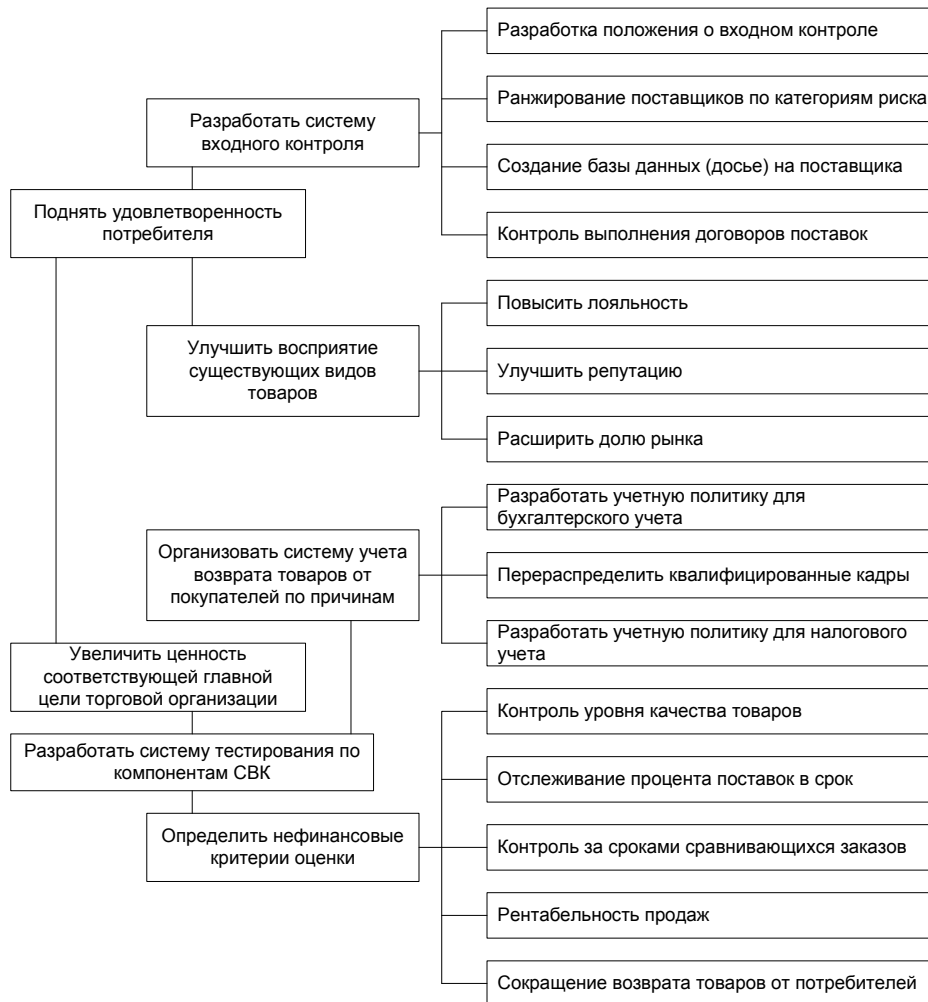 Разработка положения о входном контроле
Ранжирование поставщиков по категориям риска
Разработать систему
входного контроля
Создание базы данных (досье) на поставщика
Поднять удовлетворенность
потребителя
Контроль выполнения договоров поставок
Повысить лояльность
Улучшить восприятие
существующих видов
товаров
Улучшить репутацию
Расширить долю рынка
Разработать учетную политику для
бухгалтерского учета
Организовать систему учета
возврата товаров от
покупателей по причинам
Перераспределить квалифицированные кадры
Разработать учетную политику для налогового
учета
Увеличить ценность
соответствующей главной
цели торговой организации
Контроль уровня качества товаров
Разработать систему тестирования по
компонентам СВК
Отслеживание процента поставок в срок
Определить нефинансовые
критерии оценки
Контроль за сроками сравнивающихся заказов
Рентабельность продаж
Сокращение возврата товаров от потребителей